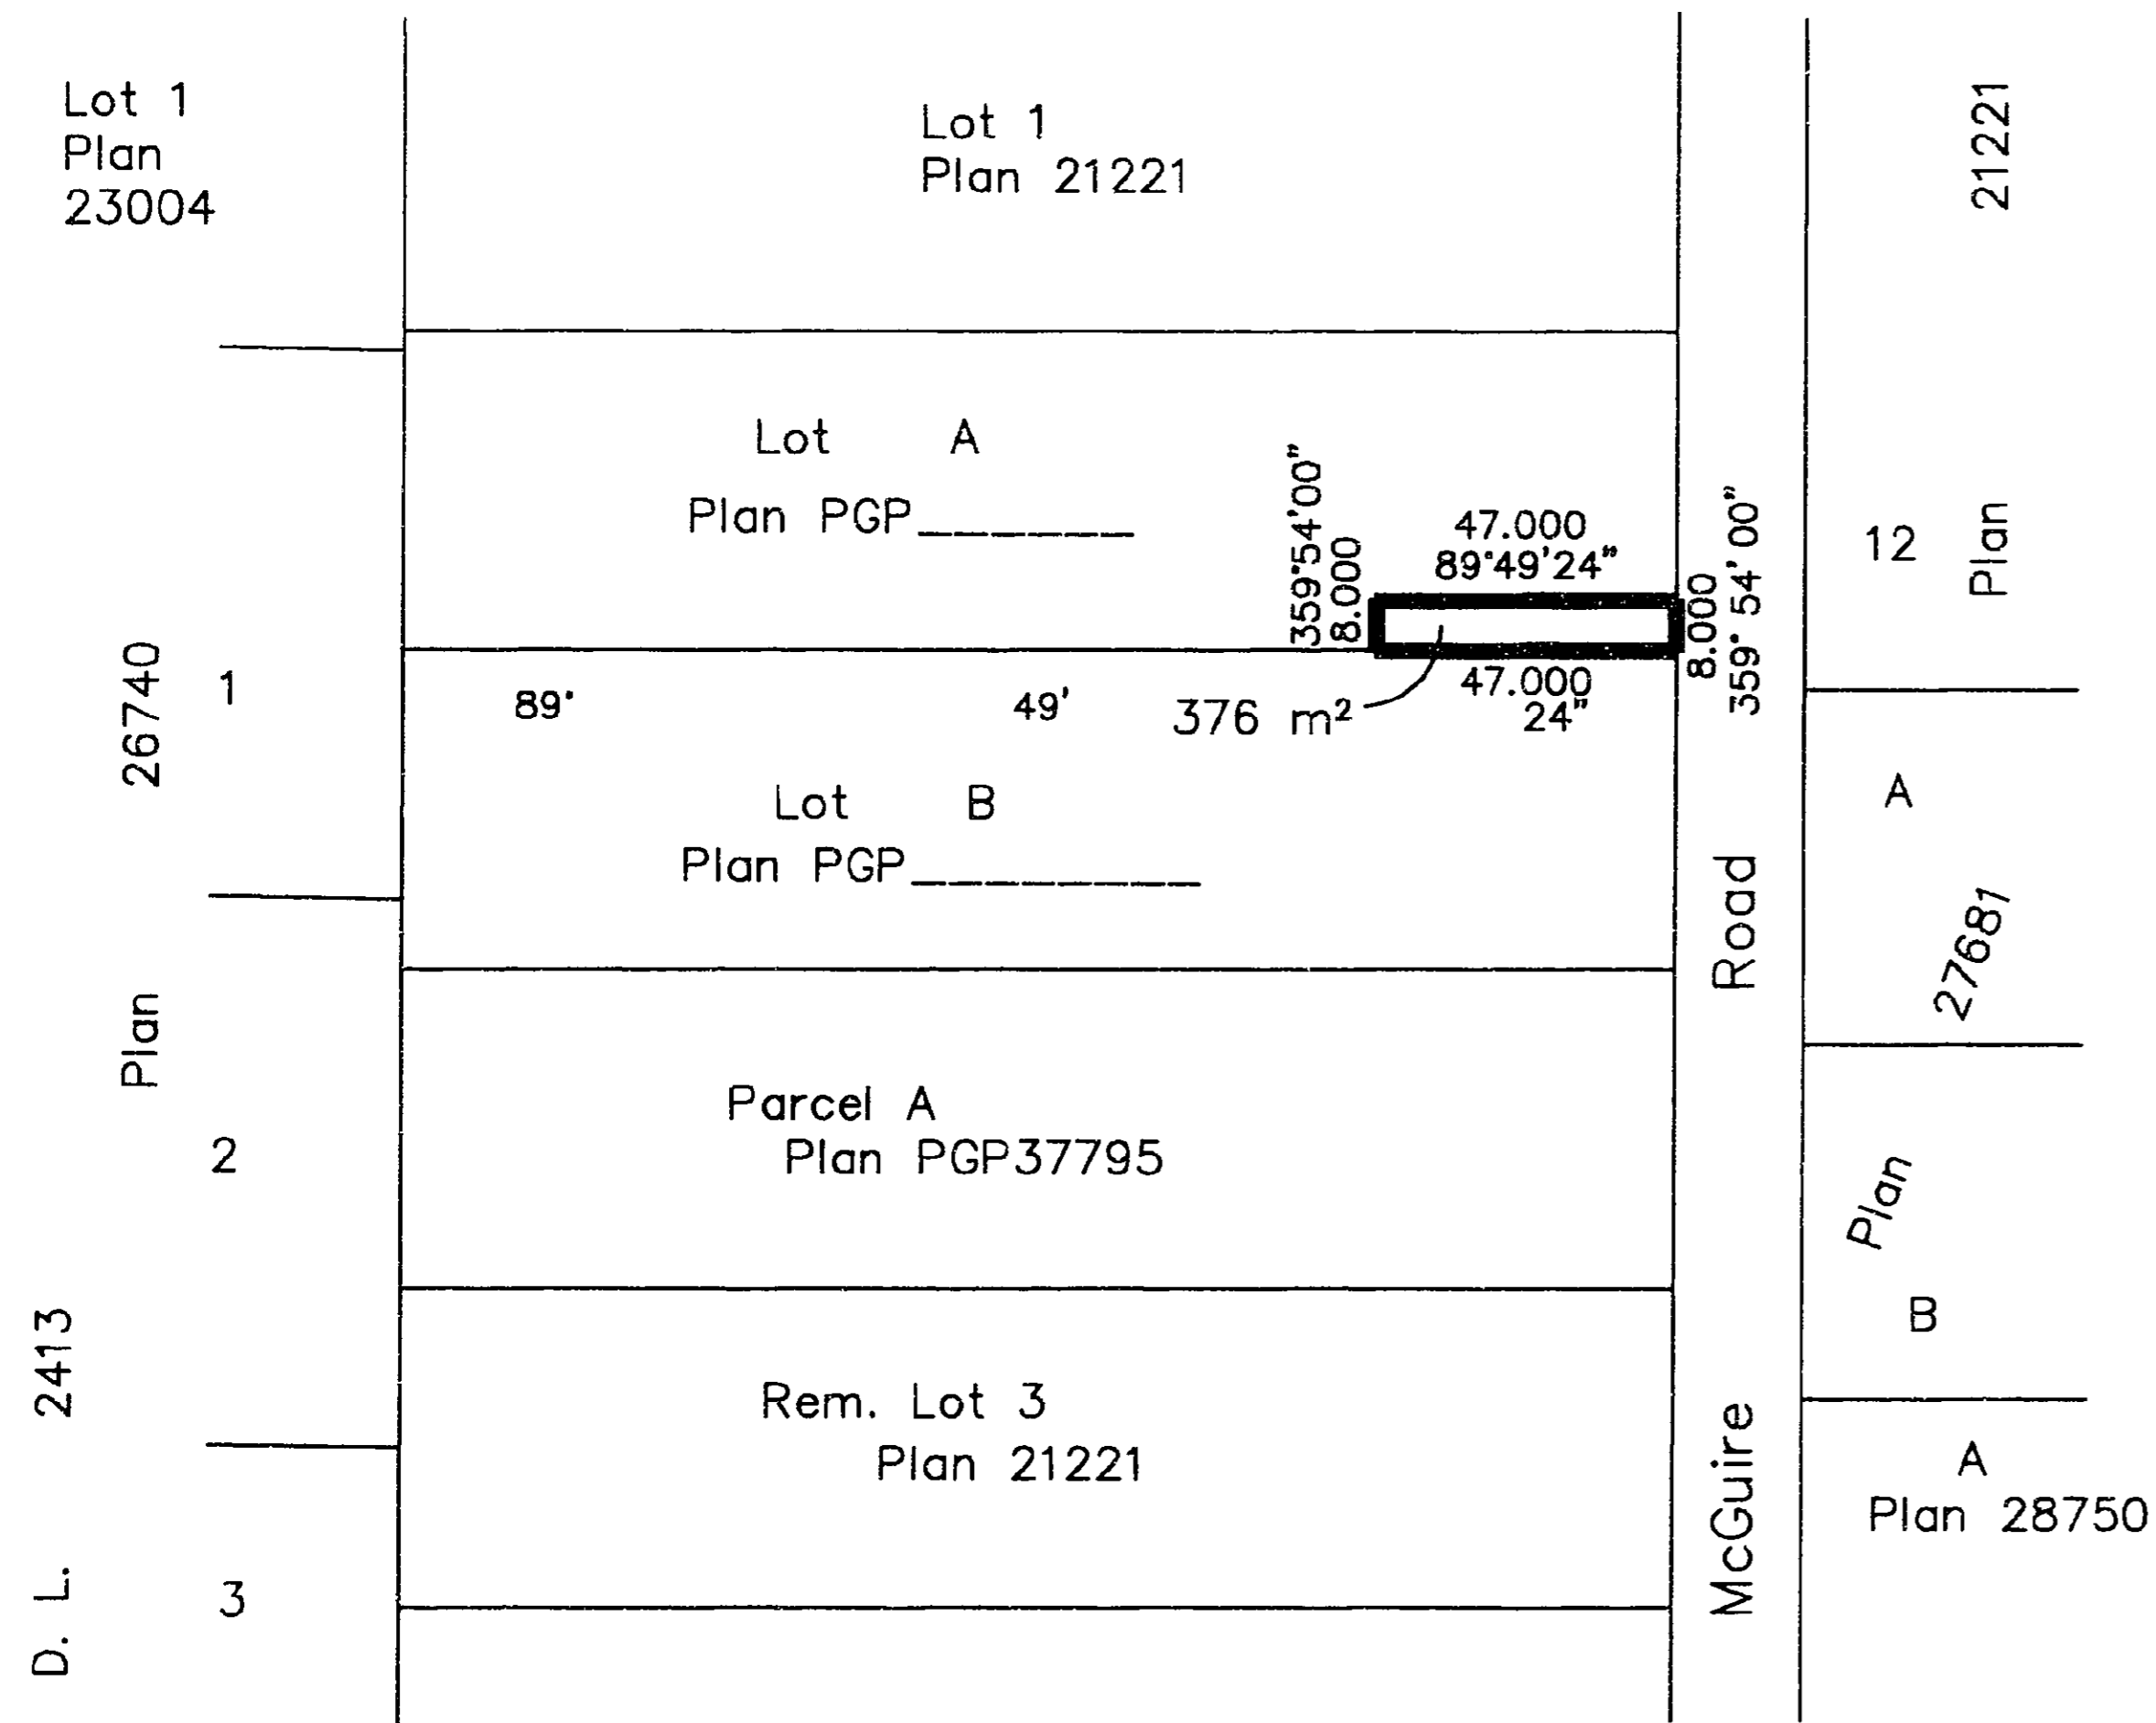 Lot 1
Plan
23004
Lot 1
Plan 21221
21221
Plan
12
Lot A
Plan PGP_______
359°54'00"
8.000
47.000
89°49'24"
8.000
359° 54' 00"
47.000
89° 49' 24"
376 m²
26740
Plan
1
Lot B
Plan PGP________
A
27681
Plan
B
Road
McGuire
Parcel A
Plan PGP37795
2
2413
D. L.
Rem. Lot 3
Plan 21221
A
Plan 28750
3